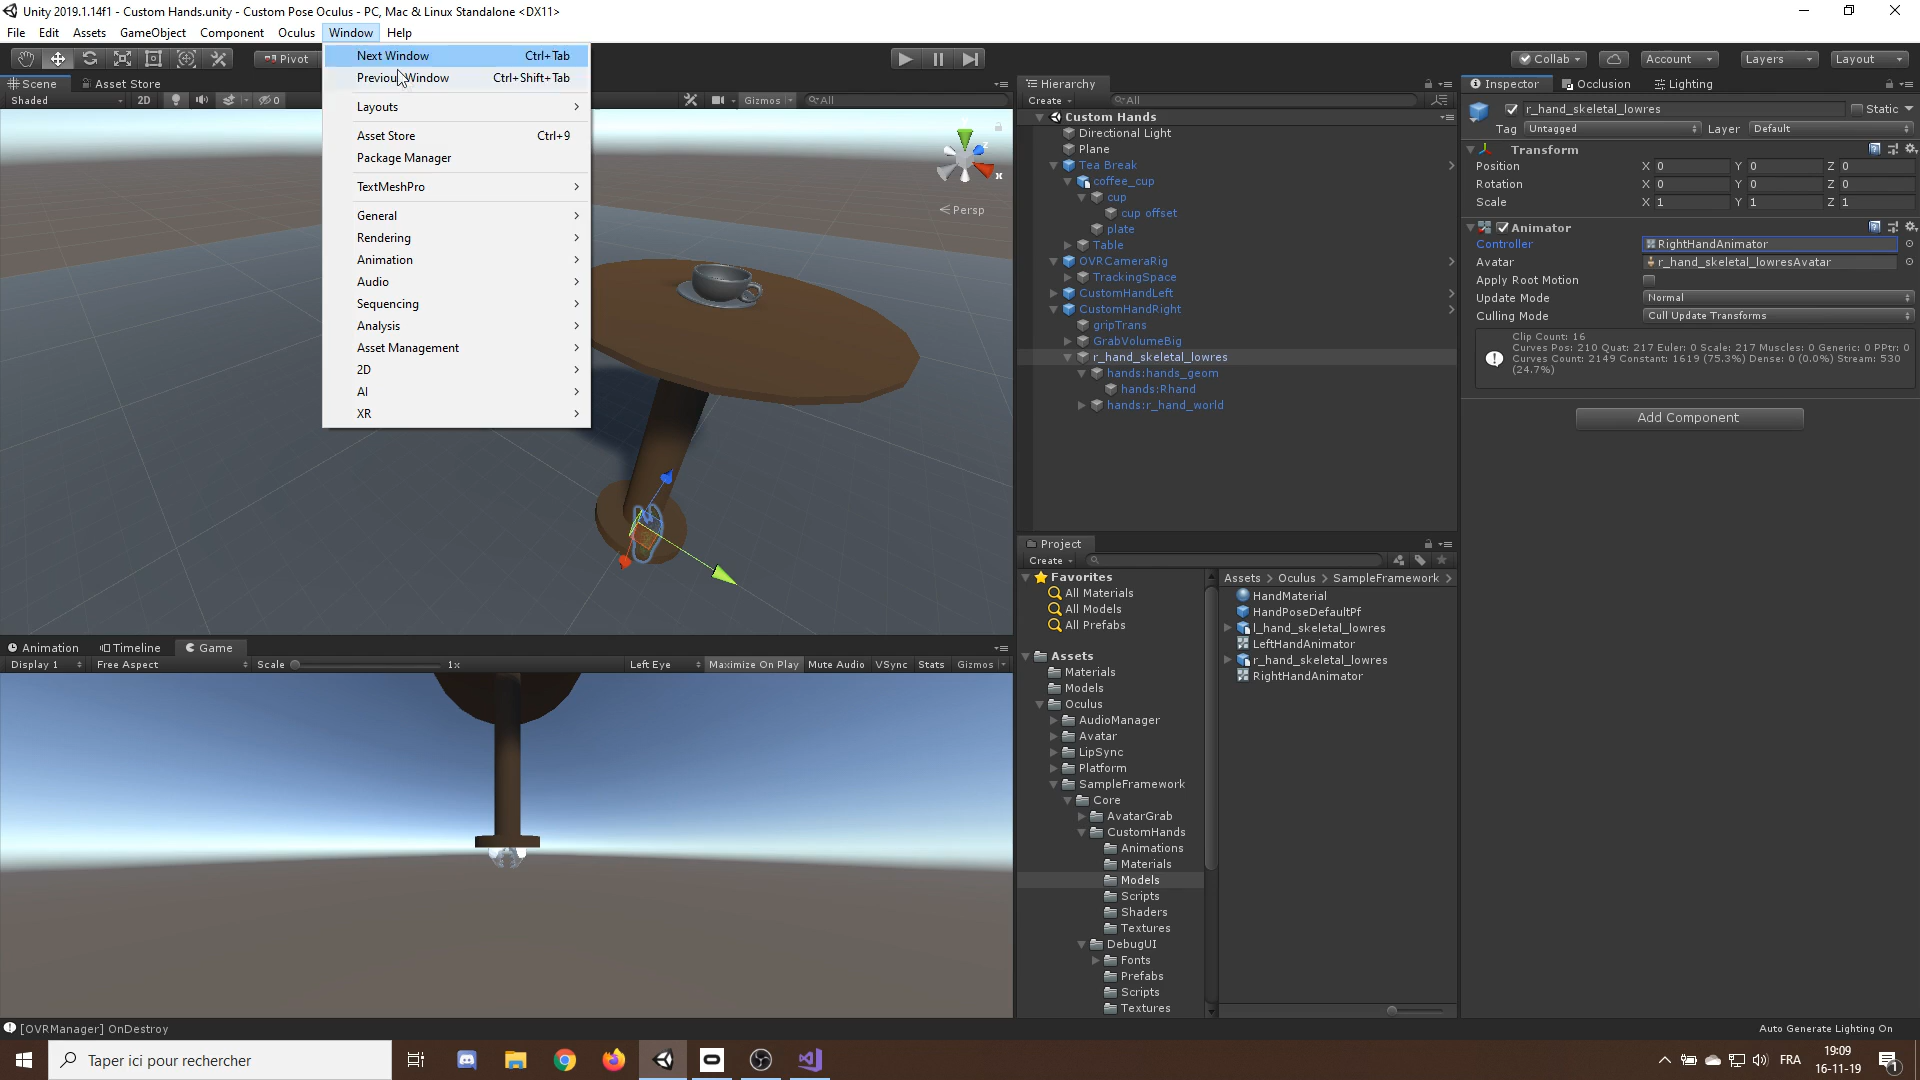 Unity 2019.1.14f1 - Custom Hands.unity - Custom Pose Oculus - PC, Mac & Linux Standalone <DX11>
File Edit Assets GameObject Component Oculus Window Help
Pivot
Collab
Account
Layers
Layout
Next Window Ctrl+Tab
Previous Window Ctrl+Shift+Tab
Layouts
Asset Store Ctrl+9
Package Manager
TextMeshPro
General
Rendering
Animation
Audio
Sequencing
Analysis
Asset Management
2D
AI
XR
Scene Asset Store
Shaded 2D 0 Gizmos All
x
z
Persp
Animation Timeline Game
Display 1 Free Aspect Scale 1x Left Eye Maximize On Play Mute Audio VSync Stats Gizmos
Hierarchy
Create All
Custom Hands
Directional Light
Plane
Tea Break
coffee_cup
cup
cup offset
plate
Table
OVRCameraRig
TrackingSpace
CustomHandLeft
CustomHandRight
gripTrans
GrabVolumeBig
r_hand_skeletal_lowres
hands:hands_geom
hands:Rhand
hands:r_hand_world
Project
Create
Favorites
All Materials
All Models
All Prefabs
Assets
Materials
Models
Oculus
AudioManager
Avatar
LipSync
Platform
SampleFramework
Core
AvatarGrab
CustomHands
Animations
Materials
Models
Scripts
Shaders
Textures
DebugUI
Fonts
Prefabs
Scripts
Textures
Assets > Oculus > SampleFramework >
HandMaterial
HandPoseDefaultPf
l_hand_skeletal_lowres
LeftHandAnimator
r_hand_skeletal_lowres
RightHandAnimator
Inspector Occlusion Lighting
r_hand_skeletal_lowres Static
Tag Untagged Layer Default
Transform
Position X 0 Y 0 Z 0
Rotation X 0 Y 0 Z 0
Scale X 1 Y 1 Z 1
Animator
Controller RightHandAnimator
Avatar r_hand_skeletal_lowresAvatar
Apply Root Motion
Update Mode Normal
Culling Mode Cull Update Transforms
Clip Count: 16
Curves Pos: 210 Quat: 217 Euler: 0 Scale: 217 Muscles: 0 Generic: 0 PPtr: 0
Curves Count: 2149 Constant: 1619 (75.3%) Dense: 0 (0.0%) Stream: 530
(24.7%)
Add Component
[OVRManager] OnDestroy
Auto Generate Lighting On
Taper ici pour rechercher
FRA
19:09
16-11-19
1